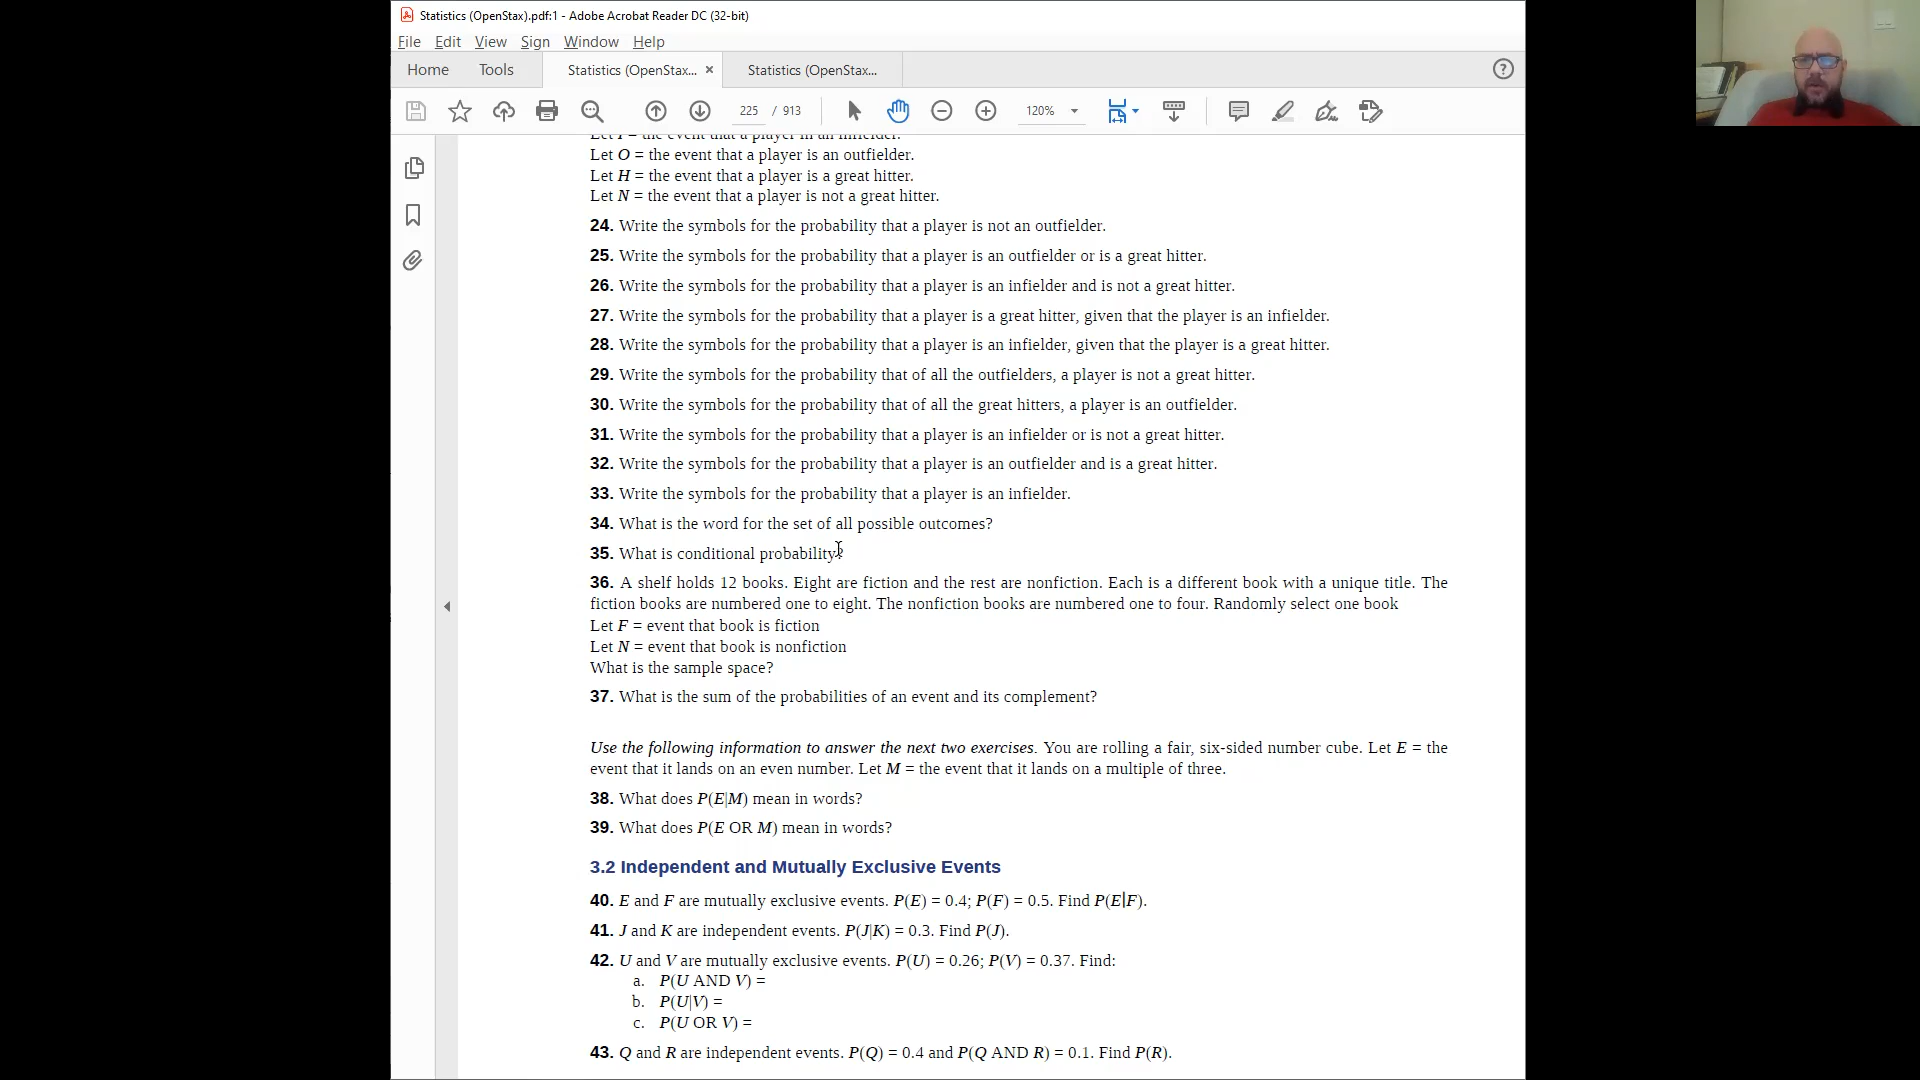 Statistics (OpenStax).pdf:1 - Adobe Acrobat Reader DC (32-bit)
File Edit View Sign Window Help
Home Tools Statistics (OpenStax... × Statistics (OpenStax...
225 / 913 120%
Let I = the event that a player in an infielder.
Let O = the event that a player is an outfielder.
Let H = the event that a player is a great hitter.
Let N = the event that a player is not a great hitter.
24. Write the symbols for the probability that a player is not an outfielder.
25. Write the symbols for the probability that a player is an outfielder or is a great hitter.
26. Write the symbols for the probability that a player is an infielder and is not a great hitter.
27. Write the symbols for the probability that a player is a great hitter, given that the player is an infielder.
28. Write the symbols for the probability that a player is an infielder, given that the player is a great hitter.
29. Write the symbols for the probability that of all the outfielders, a player is not a great hitter.
30. Write the symbols for the probability that of all the great hitters, a player is an outfielder.
31. Write the symbols for the probability that a player is an infielder or is not a great hitter.
32. Write the symbols for the probability that a player is an outfielder and is a great hitter.
33. Write the symbols for the probability that a player is an infielder.
34. What is the word for the set of all possible outcomes?
35. What is conditional probability?
36. A shelf holds 12 books. Eight are fiction and the rest are nonfiction. Each is a different book with a unique title. The
fiction books are numbered one to eight. The nonfiction books are numbered one to four. Randomly select one book
Let F = event that book is fiction
Let N = event that book is nonfiction
What is the sample space?
37. What is the sum of the probabilities of an event and its complement?
Use the following information to answer the next two exercises. You are rolling a fair, six-sided number cube. Let E = the
event that it lands on an even number. Let M = the event that it lands on a multiple of three.
38. What does P(E|M) mean in words?
39. What does P(E OR M) mean in words?
3.2 Independent and Mutually Exclusive Events
40. E and F are mutually exclusive events. P(E) = 0.4; P(F) = 0.5. Find P(E∣F).
41. J and K are independent events. P(J|K) = 0.3. Find P(J).
42. U and V are mutually exclusive events. P(U) = 0.26; P(V) = 0.37. Find:
a. P(U AND V) =
b. P(U|V) =
c. P(U OR V) =
43. Q and R are independent events. P(Q) = 0.4 and P(Q AND R) = 0.1. Find P(R).